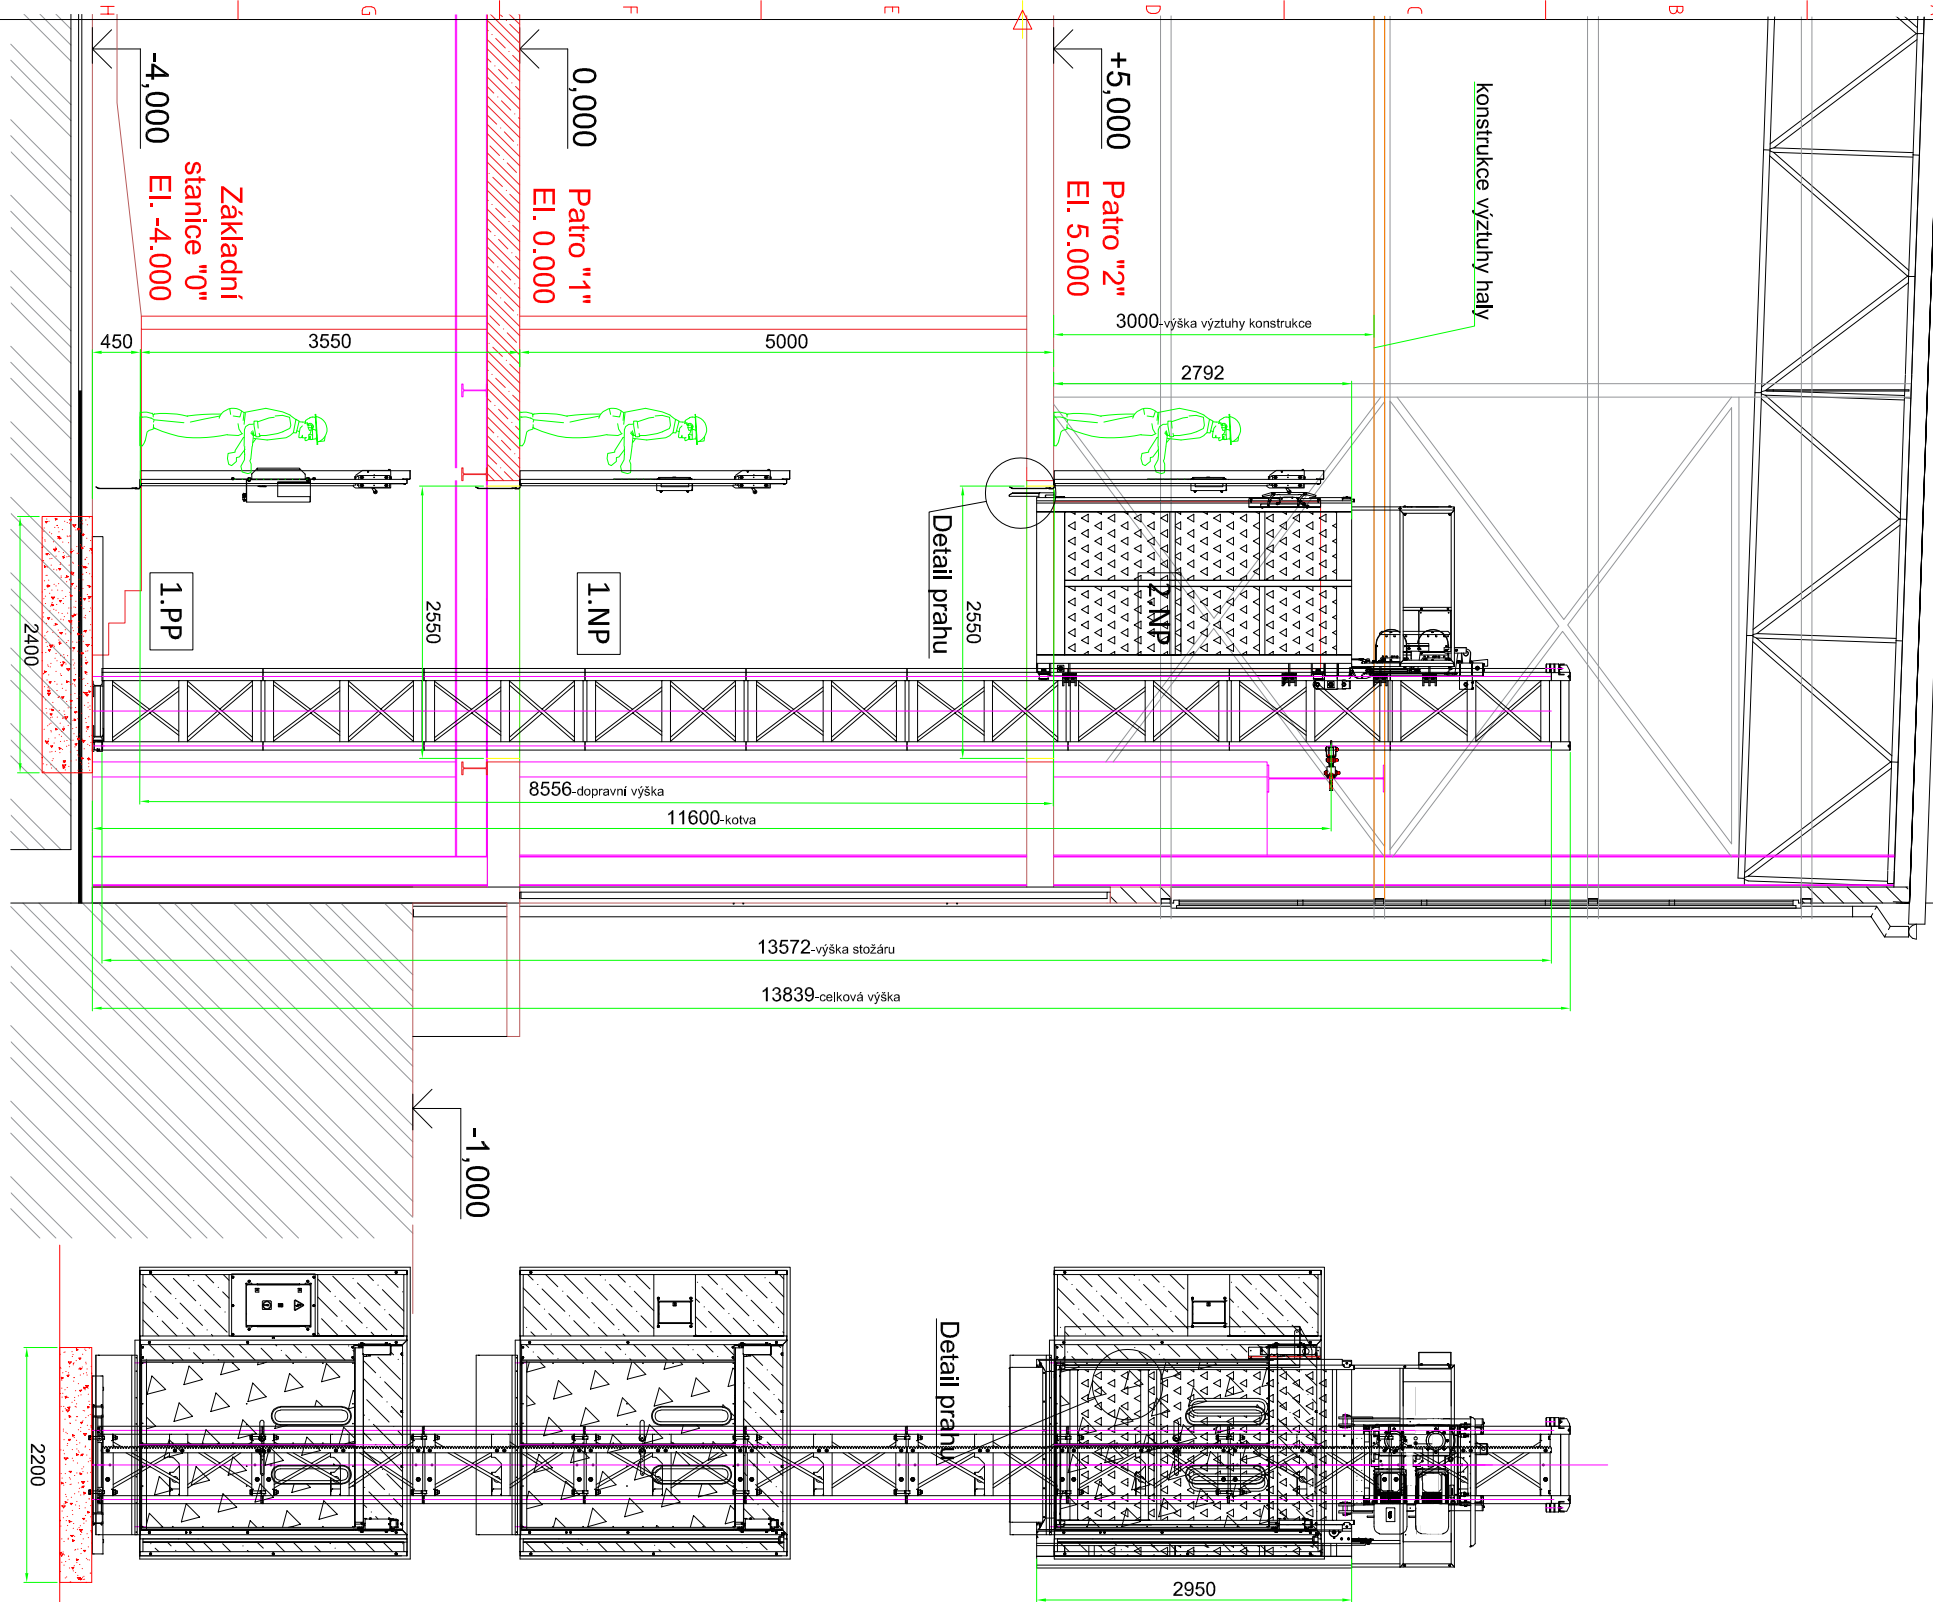 H
G
F
E
D
C
B
-4,000
Základní
stanice "0"
El. -4.000
0,000
Patro "1"
El. 0.000
+5,000
Patro "2"
El. 5.000
konstrukce výztuhy haly
3000-výška výztuhy konstrukce
450
3550
5000
2792
Detail prahu
1.PP
1.NP
2.NP
2400
2550
2550
8556-dopravní výška
11600-kotva
13572-výška stožáru
13839-celková výška
-1,000
Detail prahu
2200
2950